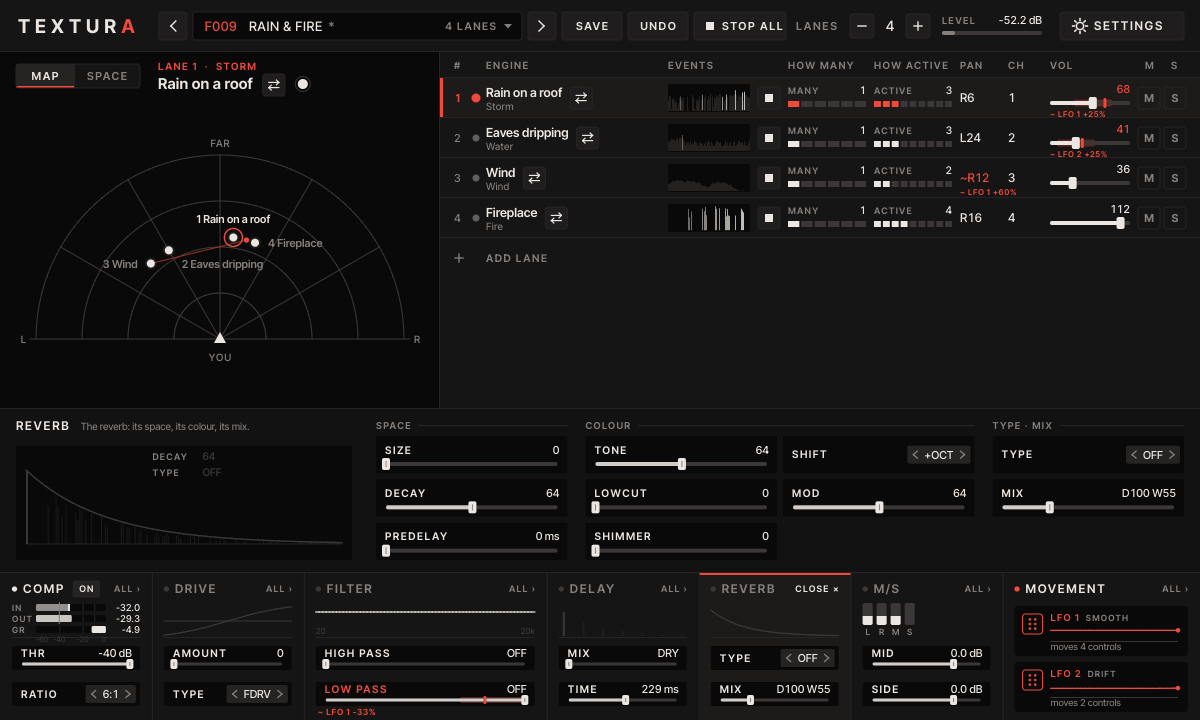 TEXTURA
F009 RAIN & FIRE * 4 LANES
SAVE UNDO STOP ALL LANES 4
LEVEL -52.2 dB
SETTINGS
MAP SPACE
LANE 1 · STORM
Rain on a roof
FAR
1 Rain on a roof
4 Fireplace
3 Wind
2 Eaves dripping
L R
YOU
# ENGINE EVENTS HOW MANY HOW ACTIVE PAN CH VOL M S
1 Rain on a roof MANY 1 ACTIVE 3 R6 1 68 M S
Storm
~ LFO 1 +25%
2 Eaves dripping MANY 1 ACTIVE 3 L24 2 41 M S
Water
~ LFO 2 +25%
3 Wind MANY 1 ACTIVE 2 ~R12 3 36 M S
Wind
~ LFO 1 +60%
4 Fireplace MANY 1 ACTIVE 4 R16 4 112 M S
Fire
+ ADD LANE
REVERB The reverb: its space, its colour, its mix.
DECAY 64
TYPE OFF
SPACE
SIZE 0
DECAY 64
PREDELAY 0 ms
COLOUR
TONE 64
SHIFT < +OCT >
LOWCUT 0
MOD 64
SHIMMER 0
TYPE · MIX
TYPE < OFF >
MIX D100 W55
COMP ON ALL ›
IN -32.0
OUT -29.3
GR -4.9
-60 -40 -20 0
THR -40 dB
RATIO < 6:1 >
DRIVE ALL ›
AMOUNT 0
TYPE < FDRV >
FILTER ALL ›
20 20k
HIGH PASS OFF
LOW PASS OFF
~ LFO 1 -33%
DELAY ALL ›
MIX DRY
TIME 229 ms
REVERB CLOSE ×
TYPE < OFF >
MIX D100 W55
M/S ALL ›
L R M S
MID 0.0 dB
SIDE 0.0 dB
MOVEMENT ALL ›
LFO 1 SMOOTH
moves 4 controls
LFO 2 DRIFT
moves 2 controls